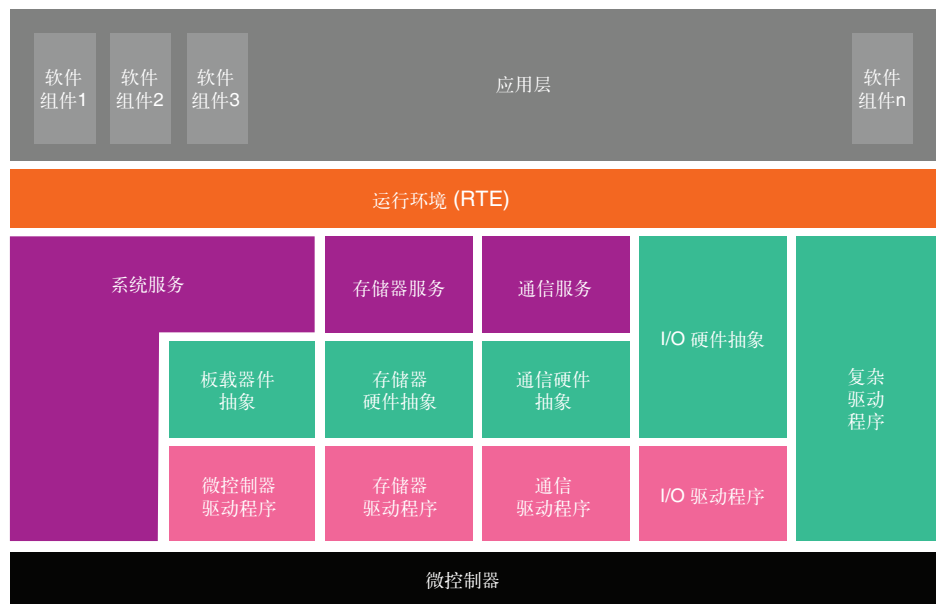 软件
组件1
软件
组件2
软件
组件3
应用层
软件
组件n
运行环境 (RTE)
系统服务
存储器服务
通信服务
I/O 硬件抽象
复杂
驱动
程序
板载器件
抽象
存储器
硬件抽象
通信硬件
抽象
微控制器
驱动程序
存储器
驱动程序
通信
驱动程序
I/O 驱动程序
微控制器